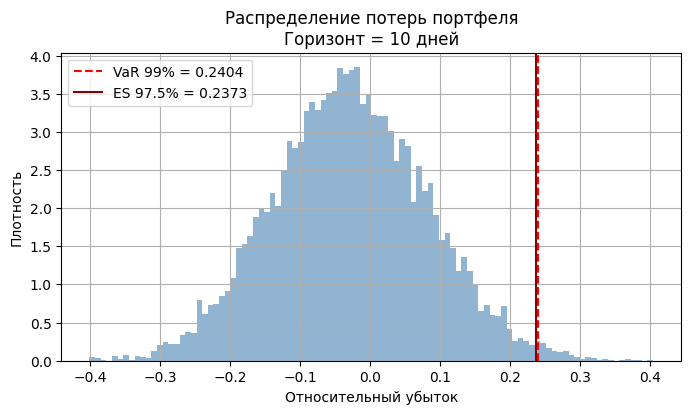 Распределение потерь портфеля
Горизонт = 10 дней
VaR 99% = 0.2404
ES 97.5% = 0.2373
Плотность
4.0
3.5
3.0
2.5
2.0
1.5
1.0
0.5
0.0
−0.4 −0.3 −0.2 −0.1 0.0 0.1 0.2 0.3 0.4
Относительный убыток